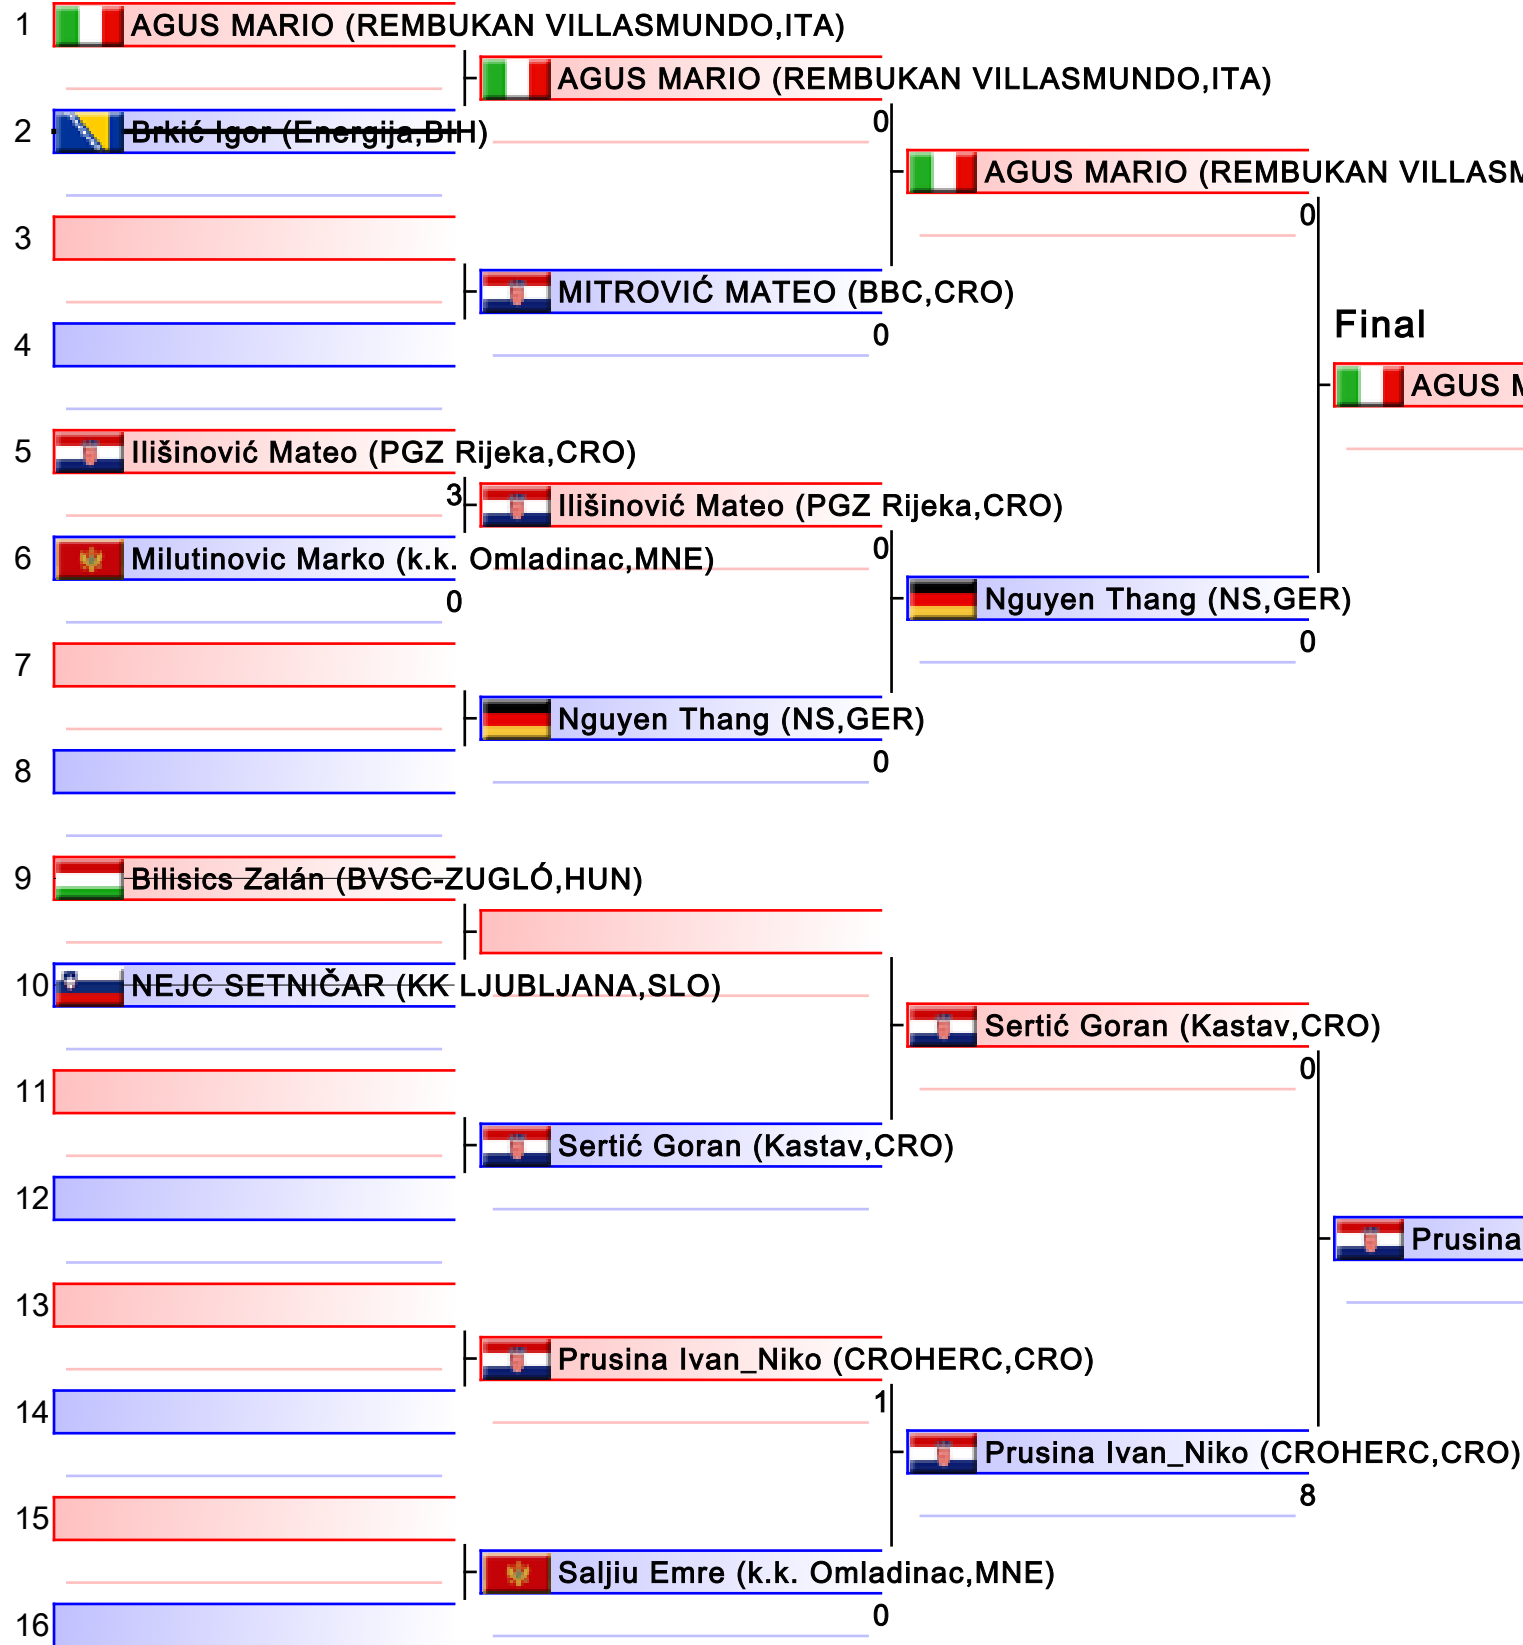 1 AGUS MARIO (REMBUKAN VILLASMUNDO,ITA)
AGUS MARIO (REMBUKAN VILLASMUNDO,ITA)
0
2 Brkić Igor (Energija,BIH)
AGUS MARIO (REMBUKAN VILLASM
0
3
MITROVIĆ MATEO (BBC,CRO)
0
4
Final
AGUS M
5 Ilišinović Mateo (PGZ Rijeka,CRO)
3
Ilišinović Mateo (PGZ Rijeka,CRO)
0
6 Milutinovic Marko (k.k. Omladinac,MNE)
0
Nguyen Thang (NS,GER)
0
7
Nguyen Thang (NS,GER)
0
8
9 Bilisics Zalán (BVSC-ZUGLÓ,HUN)
10 NEJC SETNIČAR (KK LJUBLJANA,SLO)
Sertić Goran (Kastav,CRO)
0
11
Sertić Goran (Kastav,CRO)
12
Prusina
13
Prusina Ivan_Niko (CROHERC,CRO)
1
14
Prusina Ivan_Niko (CROHERC,CRO)
8
15
Saljiu Emre (k.k. Omladinac,MNE)
0
16